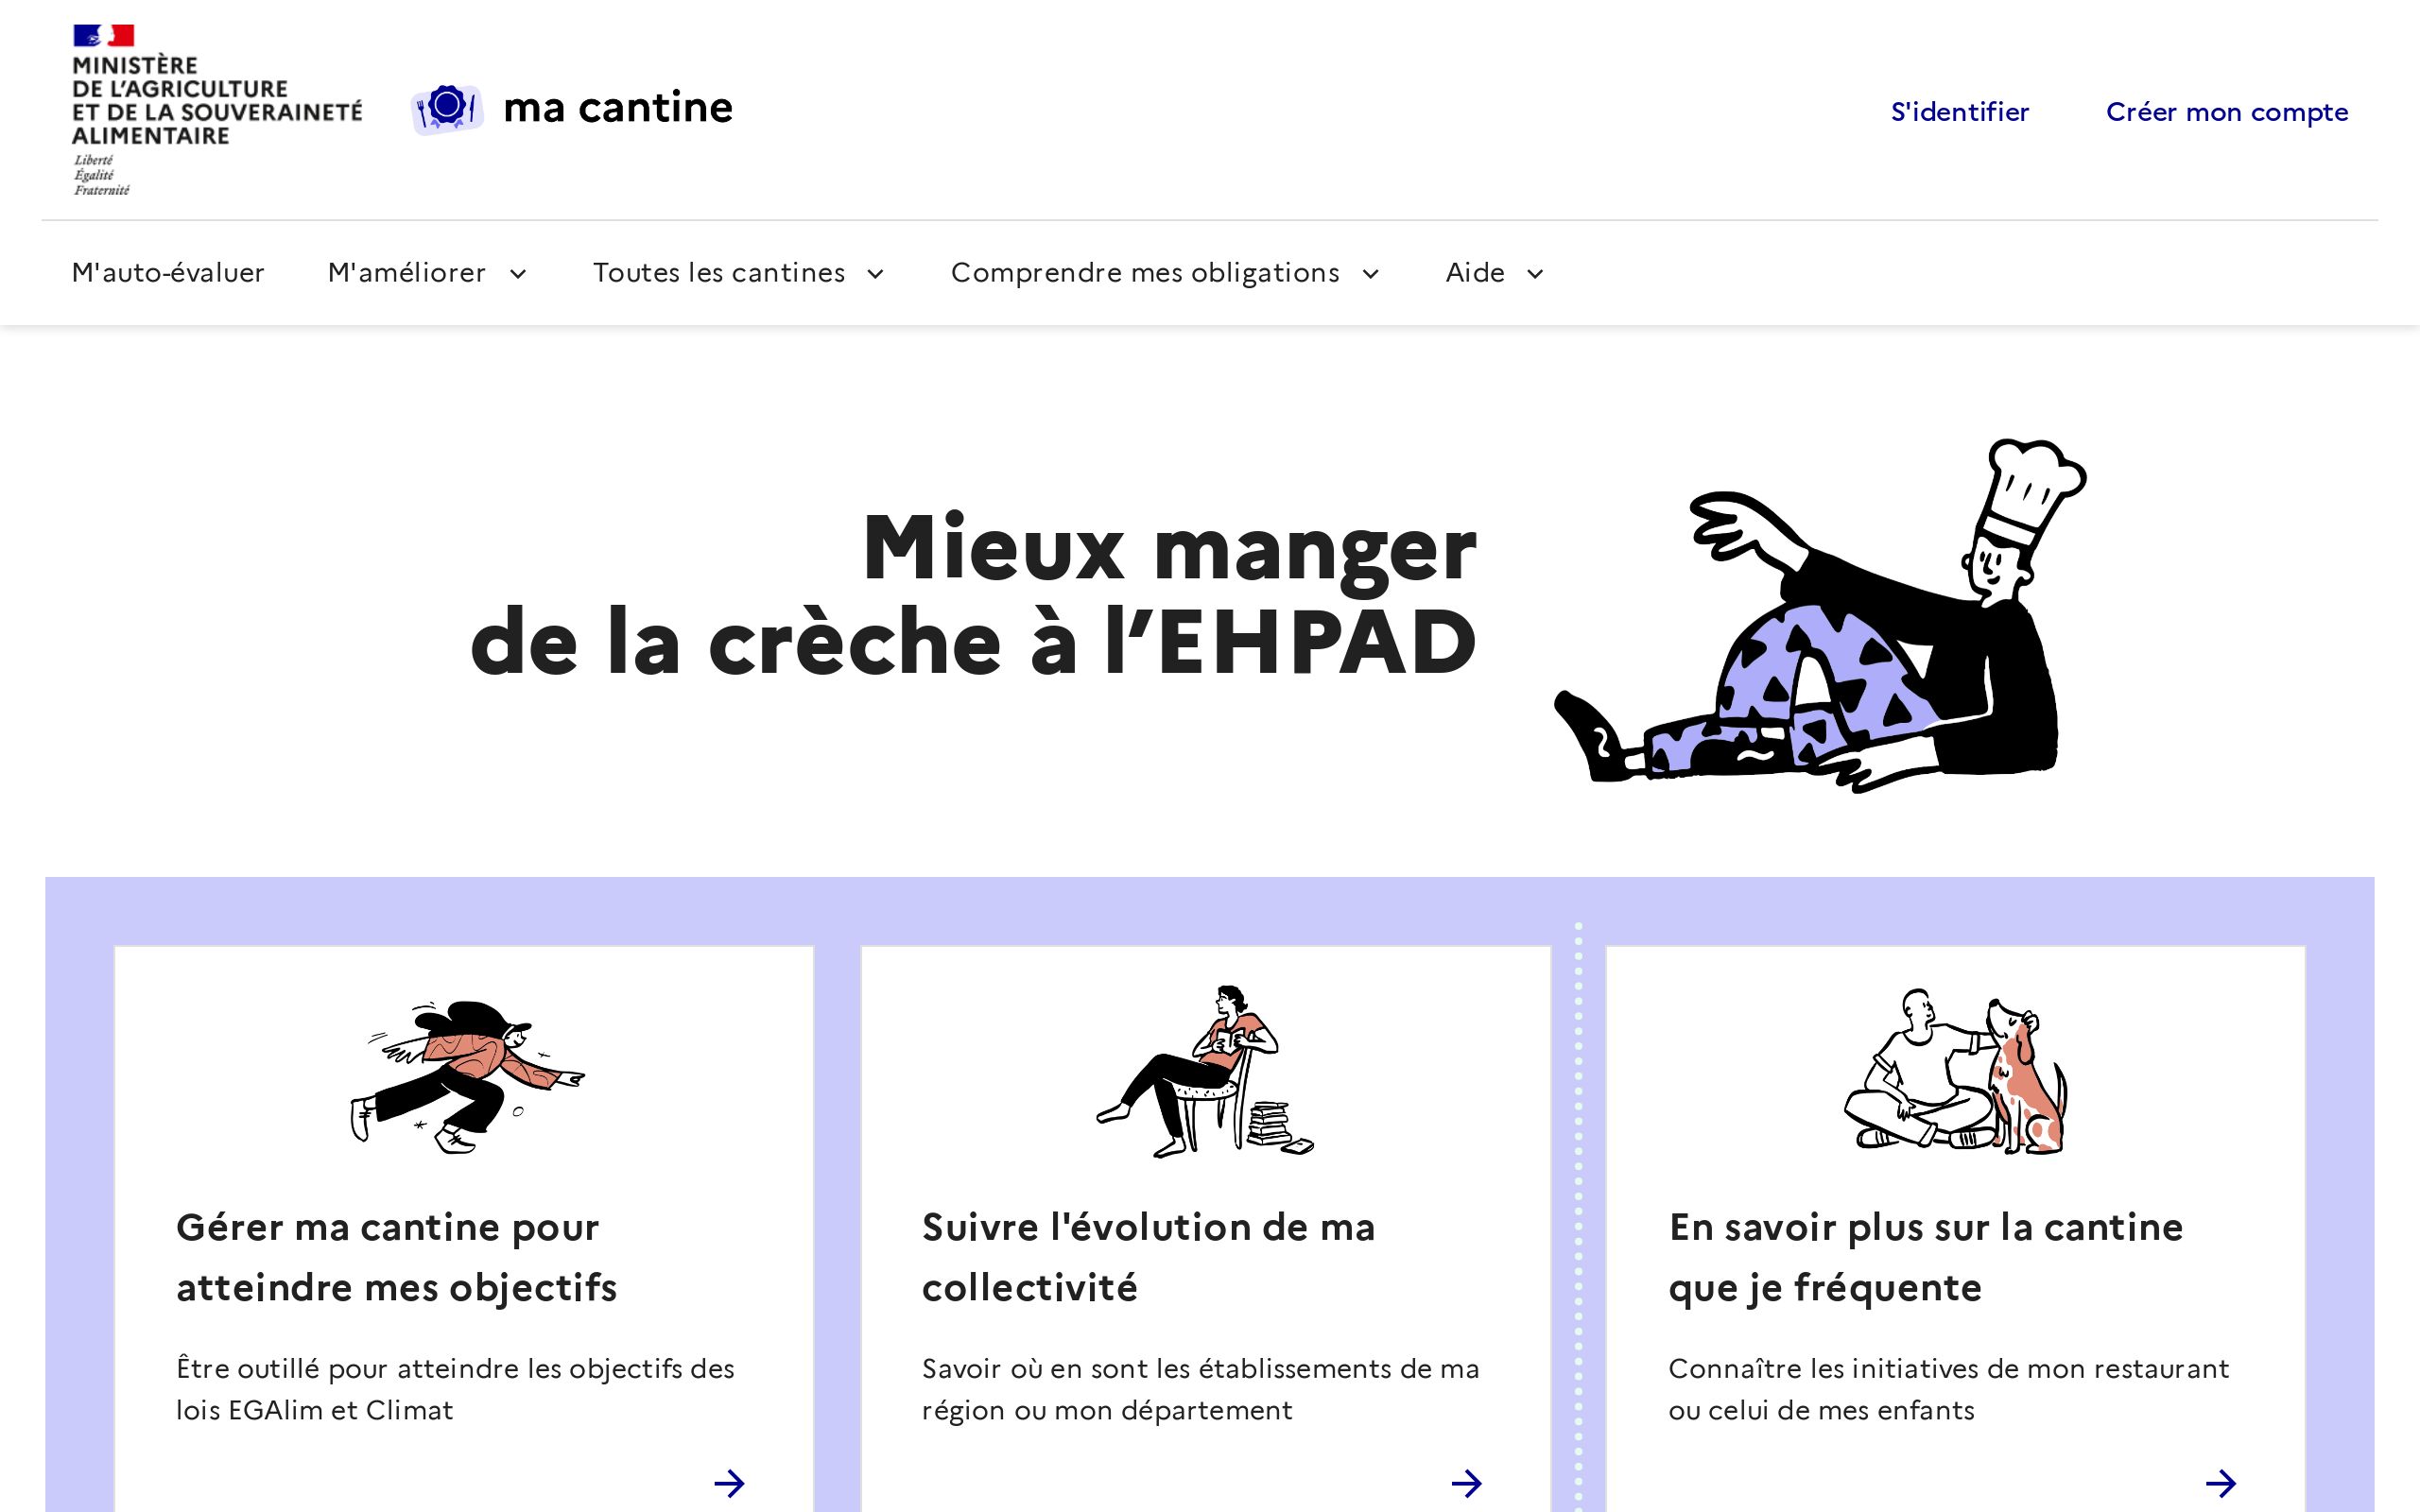 MINISTÈRE
DE L’AGRICULTURE
ET DE LA SOUVERAINETÉ
ALIMENTAIRE
Liberté
Égalité
Fraternité
ma cantine
S'identifier
Créer mon compte
M'auto-évaluer
M'améliorer
Toutes les cantines
Comprendre mes obligations
Aide
Mieux manger
de la crèche à l’EHPAD
Gérer ma cantine pour
atteindre mes objectifs
Être outillé pour atteindre les objectifs des
lois EGAlim et Climat
Suivre l'évolution de ma
collectivité
Savoir où en sont les établissements de ma
région ou mon département
En savoir plus sur la cantine
que je fréquente
Connaître les initiatives de mon restaurant
ou celui de mes enfants